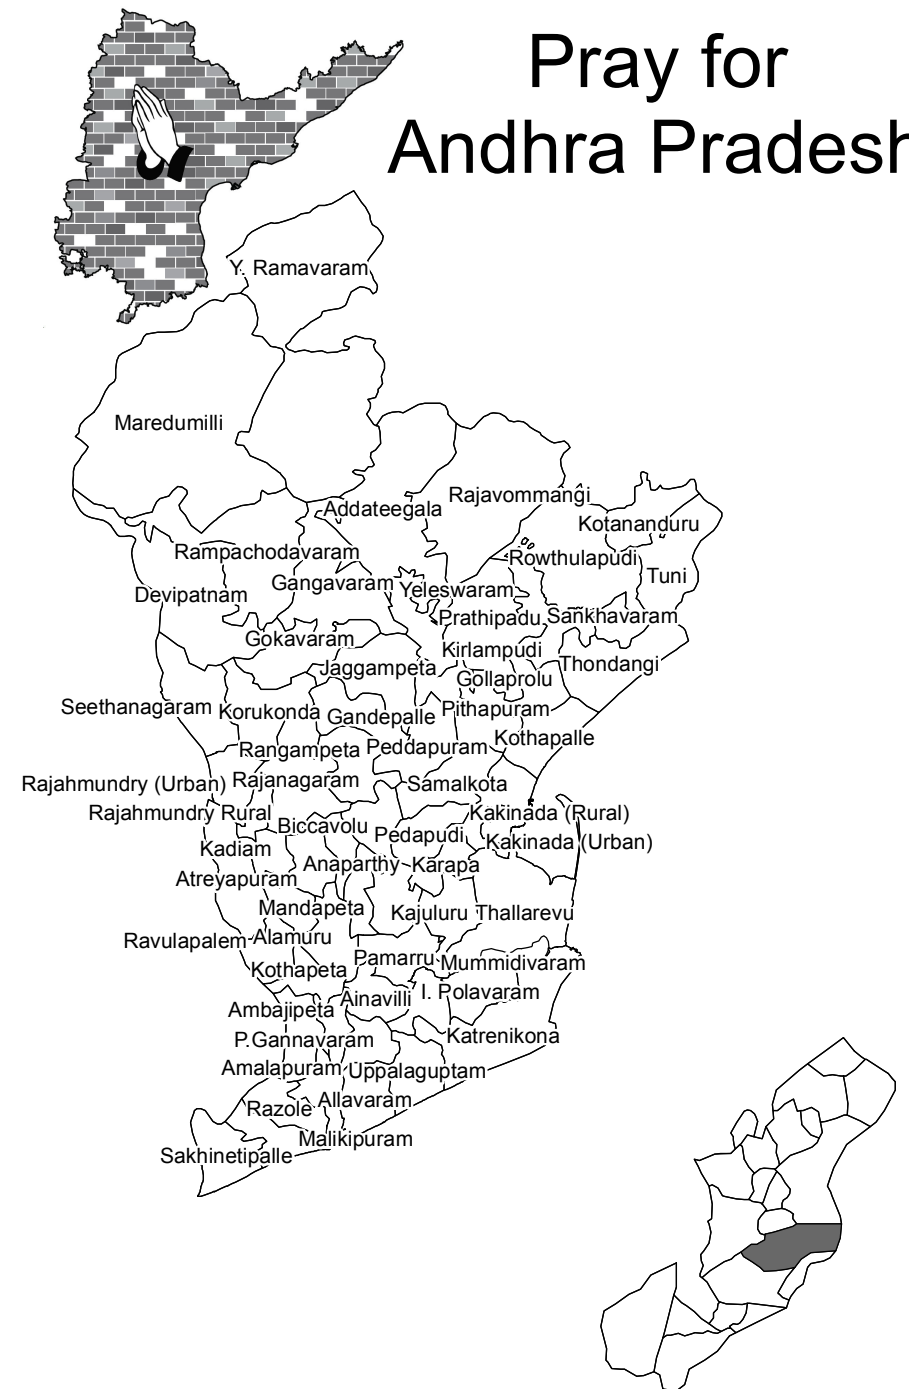 Pray for
Andhra Pradesh
Y. Ramavaram
Maredumilli
Rajavommangi
Addateegala
Kotananduru
Rampachodavaram
Rowthulapudi
Tuni
Gangavaram
Yeleswaram
Devipatnam
Prathipadu
Sankhavaram
Gokavaram
Kirlampudi
Thondangi
Jaggampeta
Gollaprolu
Seethanagaram
Korukonda
Gandepalle
Pithapuram
Kothapalle
Rangampeta
Peddapuram
Rajahmundry (Urban)
Rajanagaram
Samalkota
Rajahmundry Rural
Kakinada (Rural)
Biccavolu
Pedapudi
Kakinada (Urban)
Kadiam
Anaparthy
Karapa
Atreyapuram
Mandapeta
Kajuluru
Thallarevu
Ravulapalem
Alamuru
Pamarru
Mummidivaram
Kothapeta
Ainavilli
I. Polavaram
Ambajipeta
P.Gannavaram
Katrenikona
Amalapuram
Uppalaguptam
Razole
Allavaram
Malikipuram
Sakhinetipalle